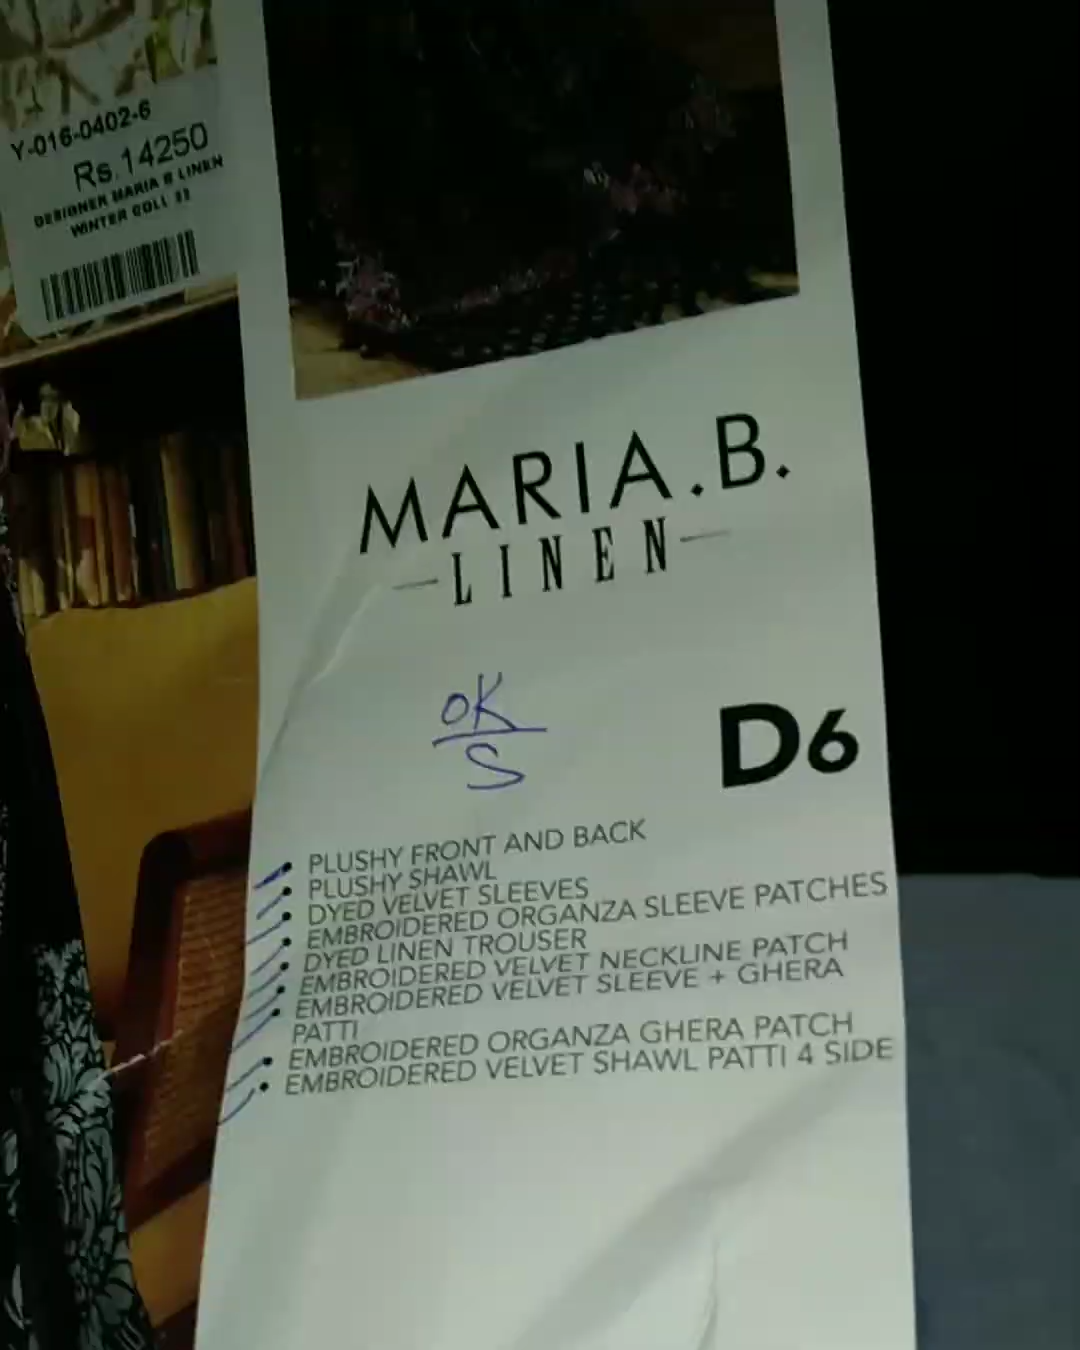 Y-016-0402-6
Rs.14250
DESIGNER MARIA B LINEN
WINTER COLL
MARIA.B.
LINEN
OK
S
D6
PLUSHY FRONT AND BACK
PLUSHY SHAWL
DYED VELVET SLEEVES
EMBROIDERED ORGANZA SLEEVE PATCHES
DYED LINEN TROUSER
EMBROIDERED VELVET NECKLINE PATCH
EMBROIDERED VELVET SLEEVE + GHERA
PATTI
EMBROIDERED ORGANZA GHERA PATCH
EMBROIDERED VELVET SHAWL PATTI 4 SIDE